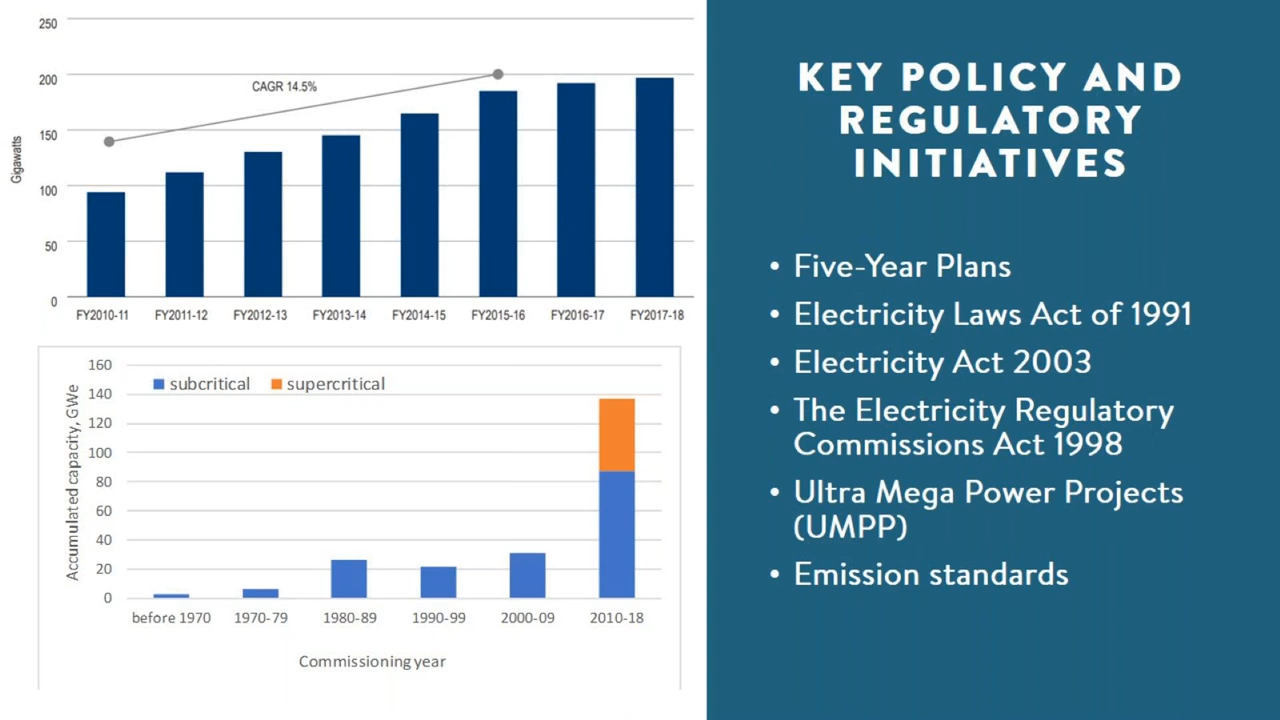 250
200
150
100
50
0
Gigawatts
CAGR 14.5%
FY2010-11 FY2011-12 FY2012-13 FY2013-14 FY2014-15 FY2015-16 FY2016-17 FY2017-18
160
140
120
100
80
60
40
20
0
Accumulated capacity, GWe
subcritical supercritical
before 1970 1970-79 1980-89 1990-99 2000-09 2010-18
Commissioning year
KEY POLICY AND
REGULATORY
INITIATIVES
• Five-Year Plans
• Electricity Laws Act of 1991
• Electricity Act 2003
• The Electricity Regulatory
Commissions Act 1998
• Ultra Mega Power Projects
(UMPP)
• Emission standards